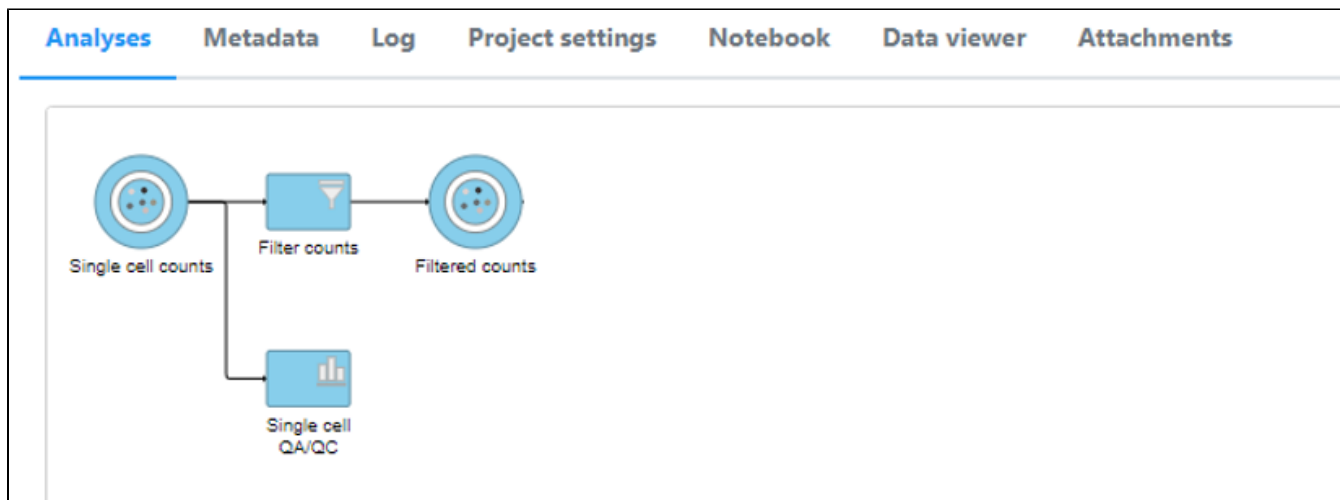 Analyses Metadata Log Project settings Notebook Data viewer Attachments
Filter counts
Single cell counts
Filtered counts
Single cell
QA/QC